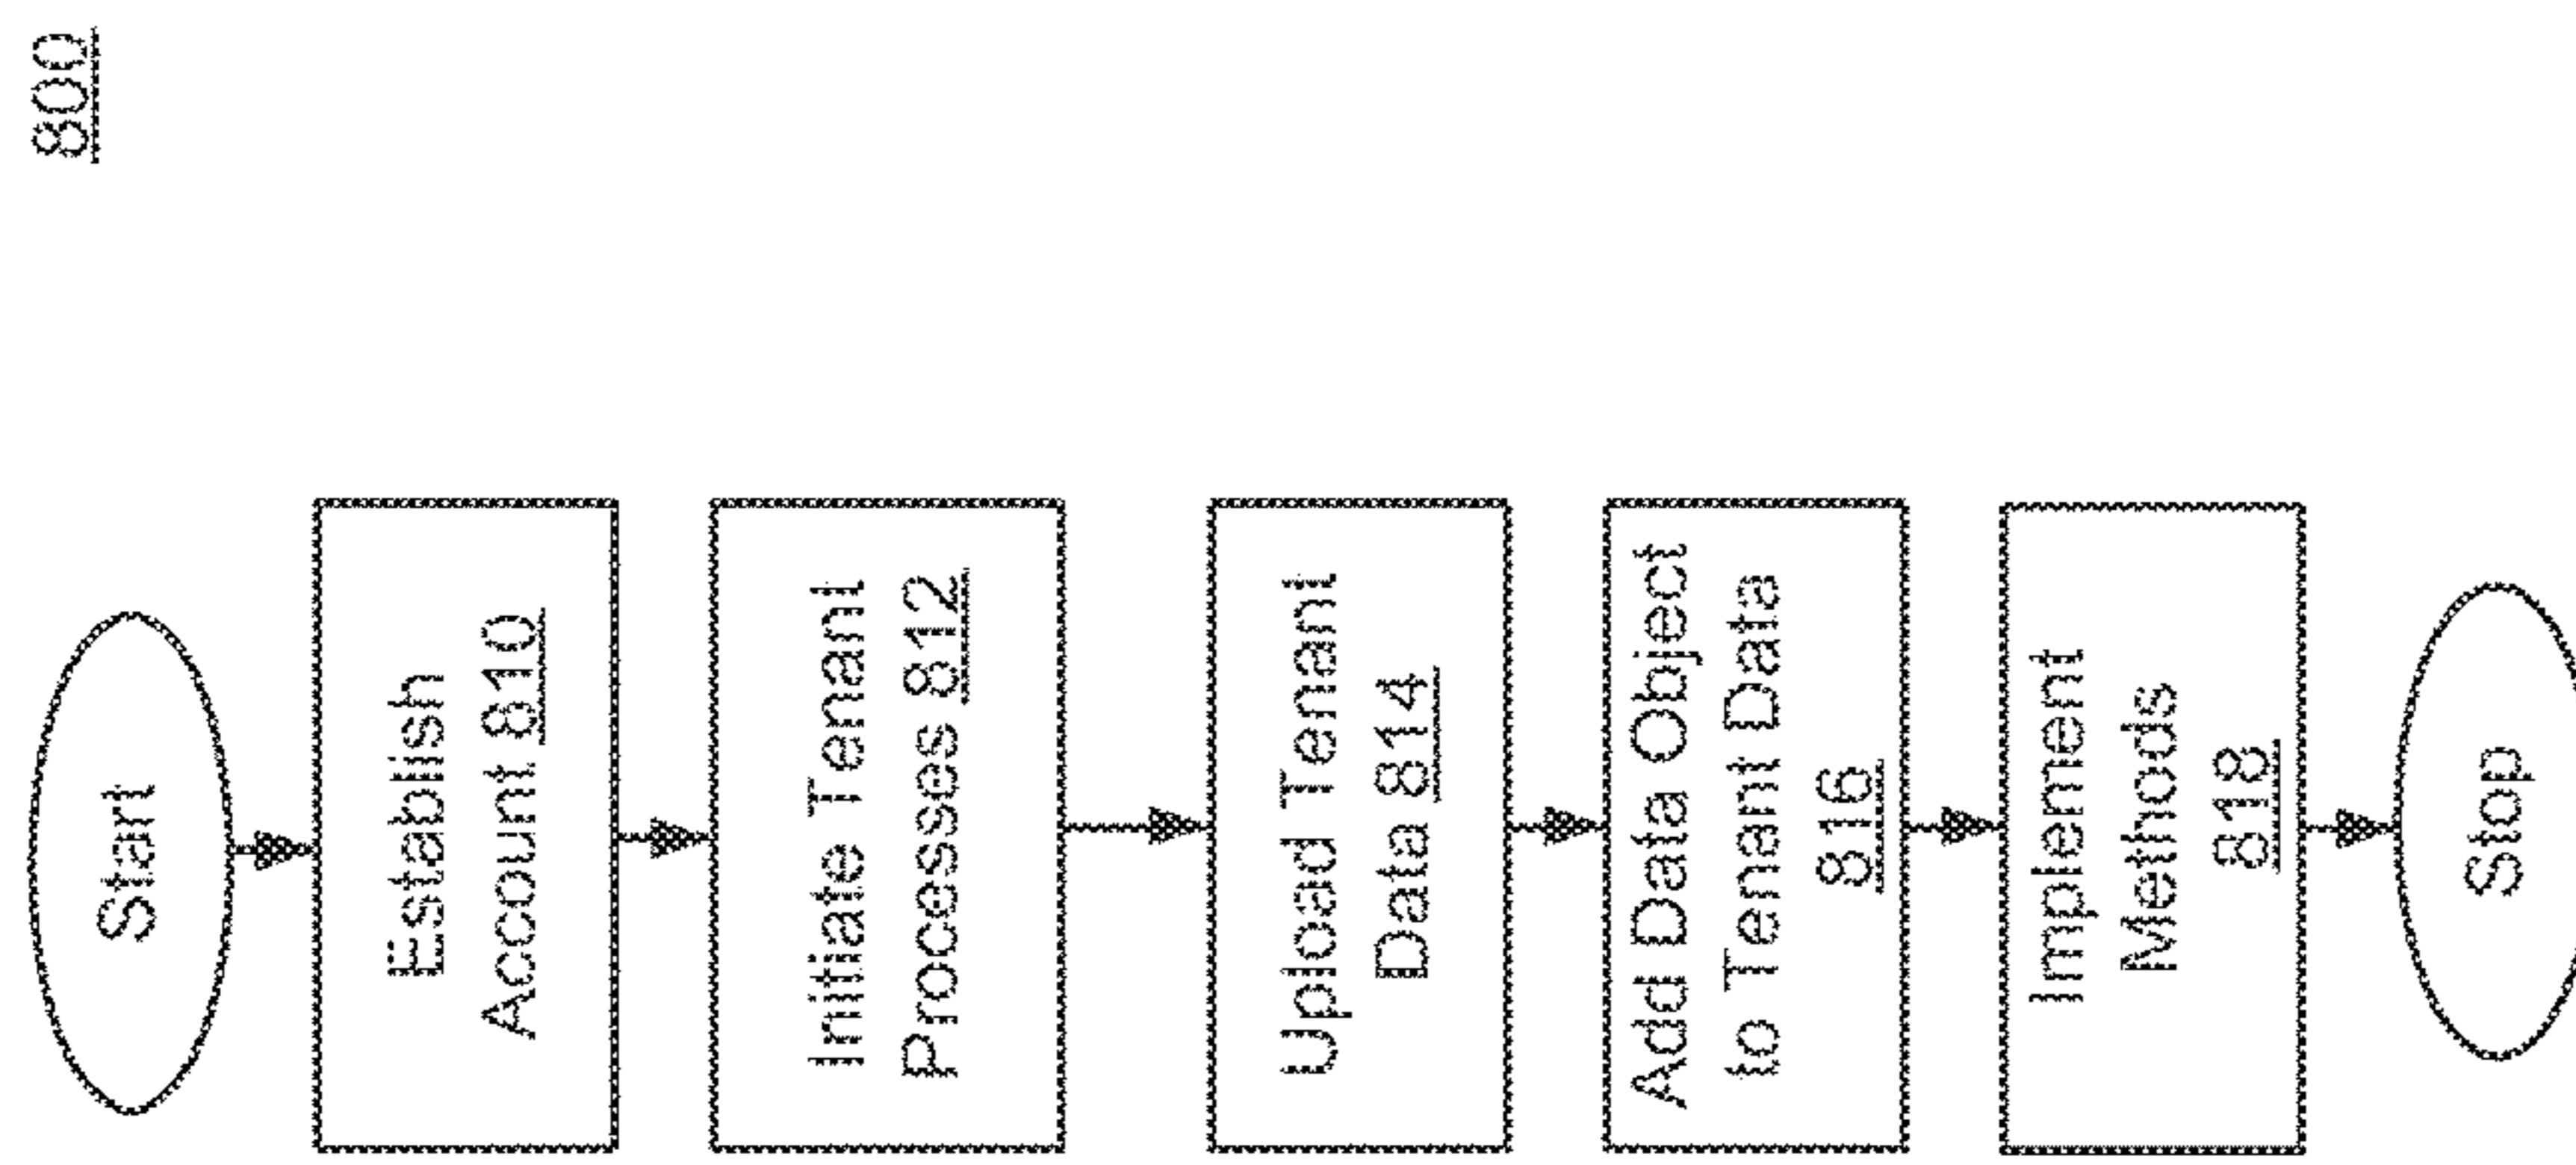 800
Start
Establish
Account 810
Initiate Tenant
Processes 812
Upload Tenant
Data 814
Add Data Object
to Tenant Data
816
Implement
Methods
818
Stop